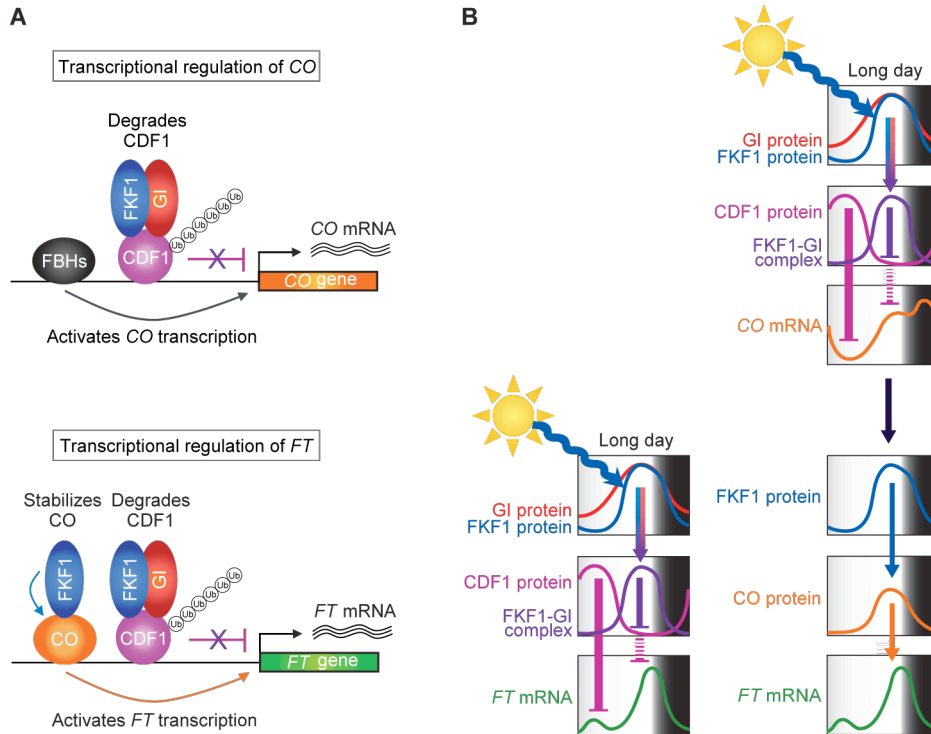 A
Transcriptional regulation of CO
Degrades
CDF1
FKF1
GI
Ub
Ub
Ub
Ub
Ub
Ub
FBHs
CDF1
CO mRNA
CO gene
Activates CO transcription
Transcriptional regulation of FT
Stabilizes
CO
Degrades
CDF1
FKF1
FKF1
GI
Ub
Ub
Ub
Ub
Ub
Ub
CO
CDF1
FT mRNA
FT gene
Activates FT transcription
B
Long day
GI protein
FKF1 protein
CDF1 protein
FKF1-GI
complex
CO mRNA
Long day
GI protein
FKF1 protein
CDF1 protein
FKF1-GI
complex
FT mRNA
FKF1 protein
CO protein
FT mRNA